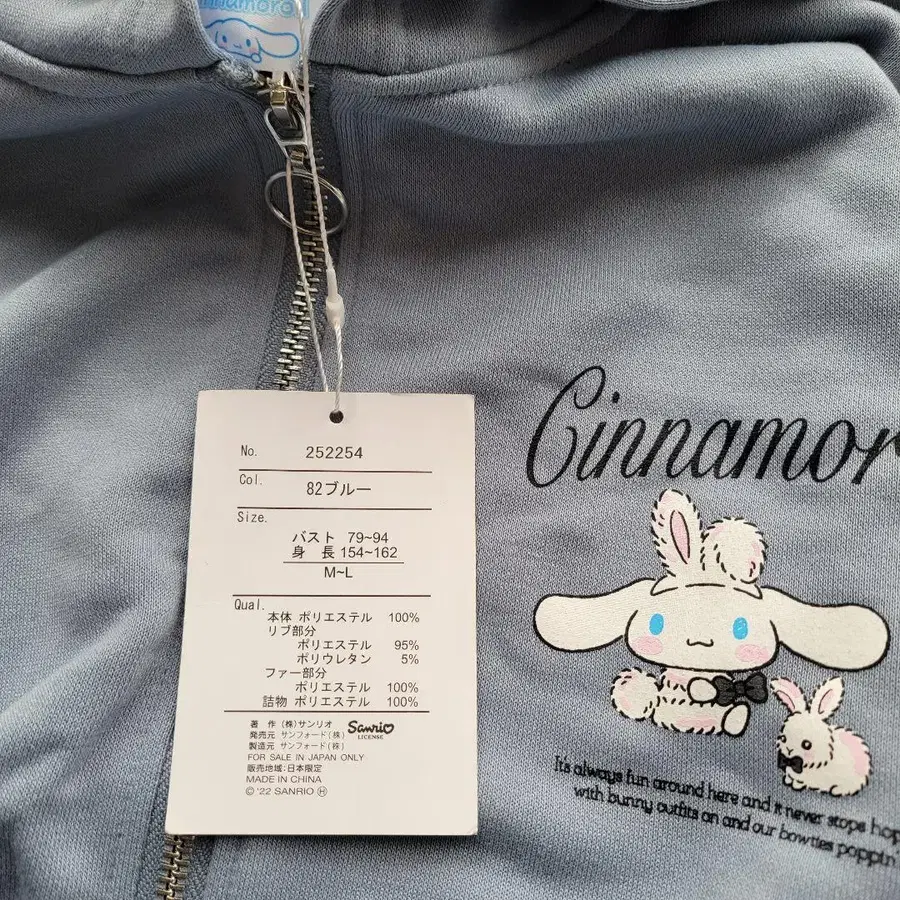 No. 252254
Col. 82ブルー
Size.
バスト 79~94
身 長 154~162
M~L
Qual.
本体 ポリエステル 100%
リブ部分
ポリエステル 95%
ポリウレタン 5%
ファー部分
ポリエステル 100%
詰物 ポリエステル 100%
著 作 (株)サンリオ
発売元 サンフォード(株)
製造元 サンフォード(株)
Sanrio
LICENSE
FOR SALE IN JAPAN ONLY
販売地域:日本限定
MADE IN CHINA
© '22 SANRIO Ⓗ
Cinnamor
It's always fun around here and it never stops hop
with bunny outfits on and our bowties poppin'